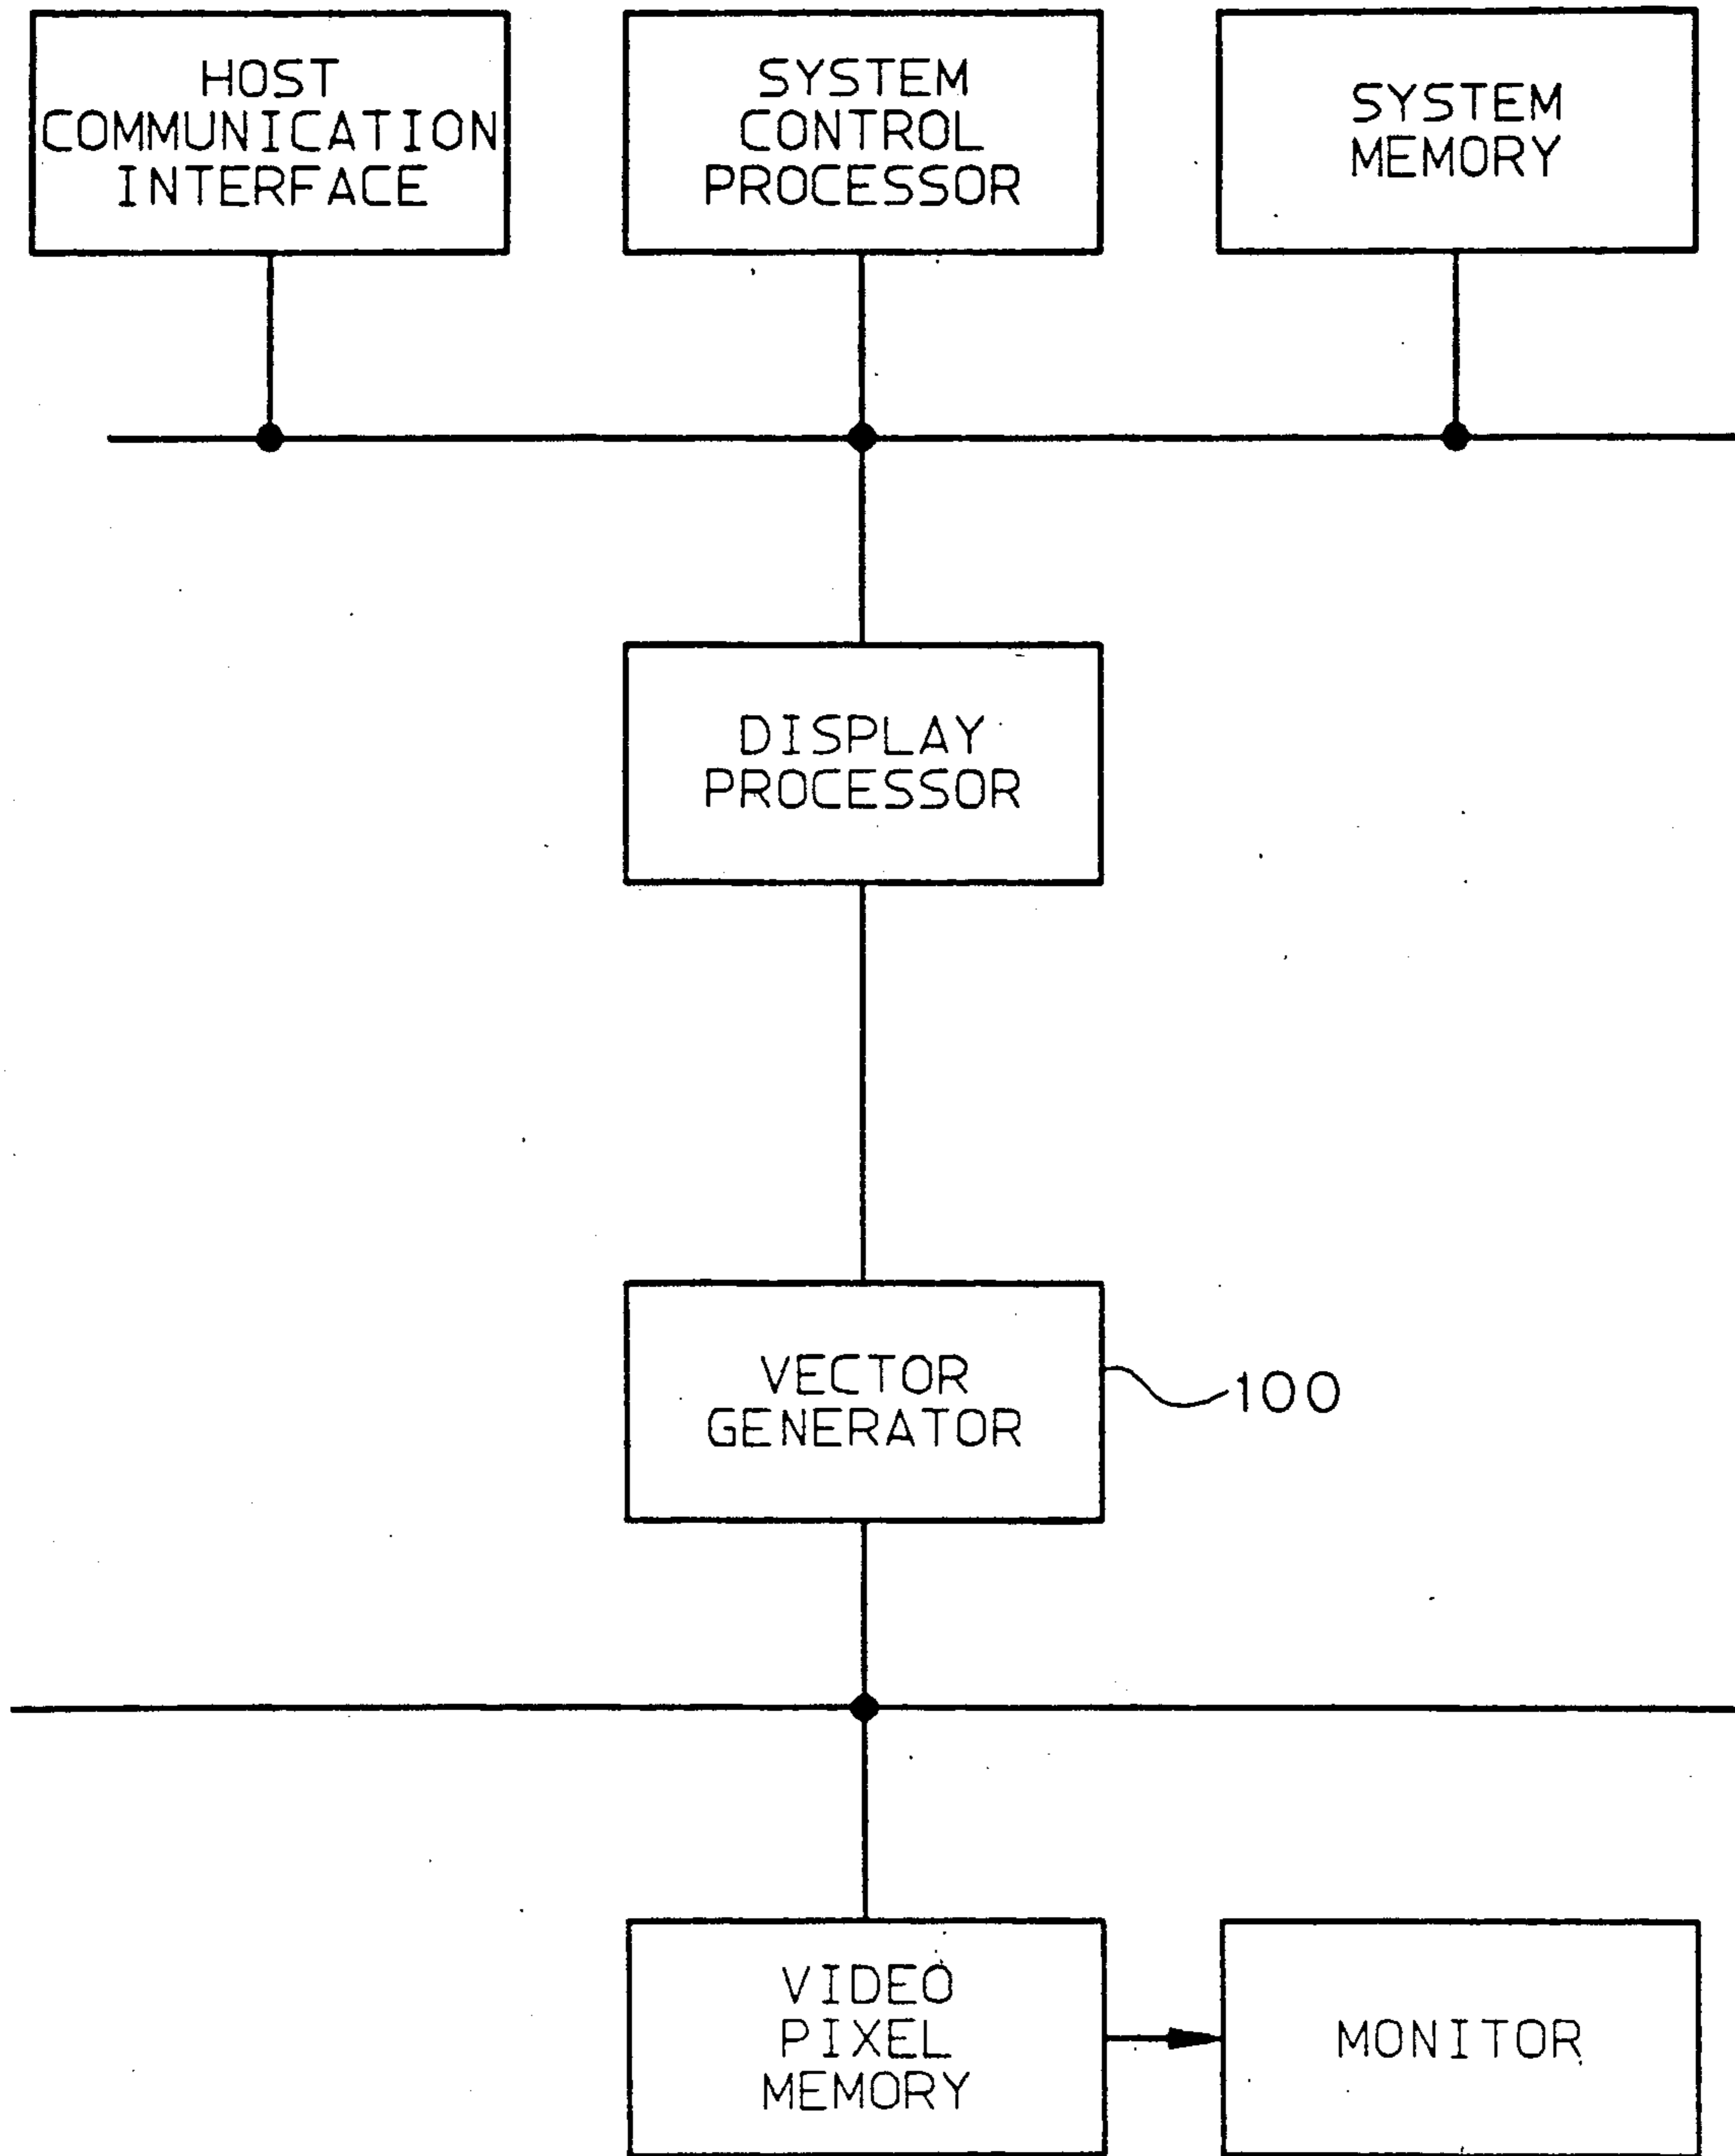 HOST
COMMUNICATION
INTERFACE
SYSTEM
CONTROL
PROCESSOR
SYSTEM
MEMORY
DISPLAY
PROCESSOR
VECTOR
GENERATOR
100
VIDEO
PIXEL
MEMORY
MONITOR